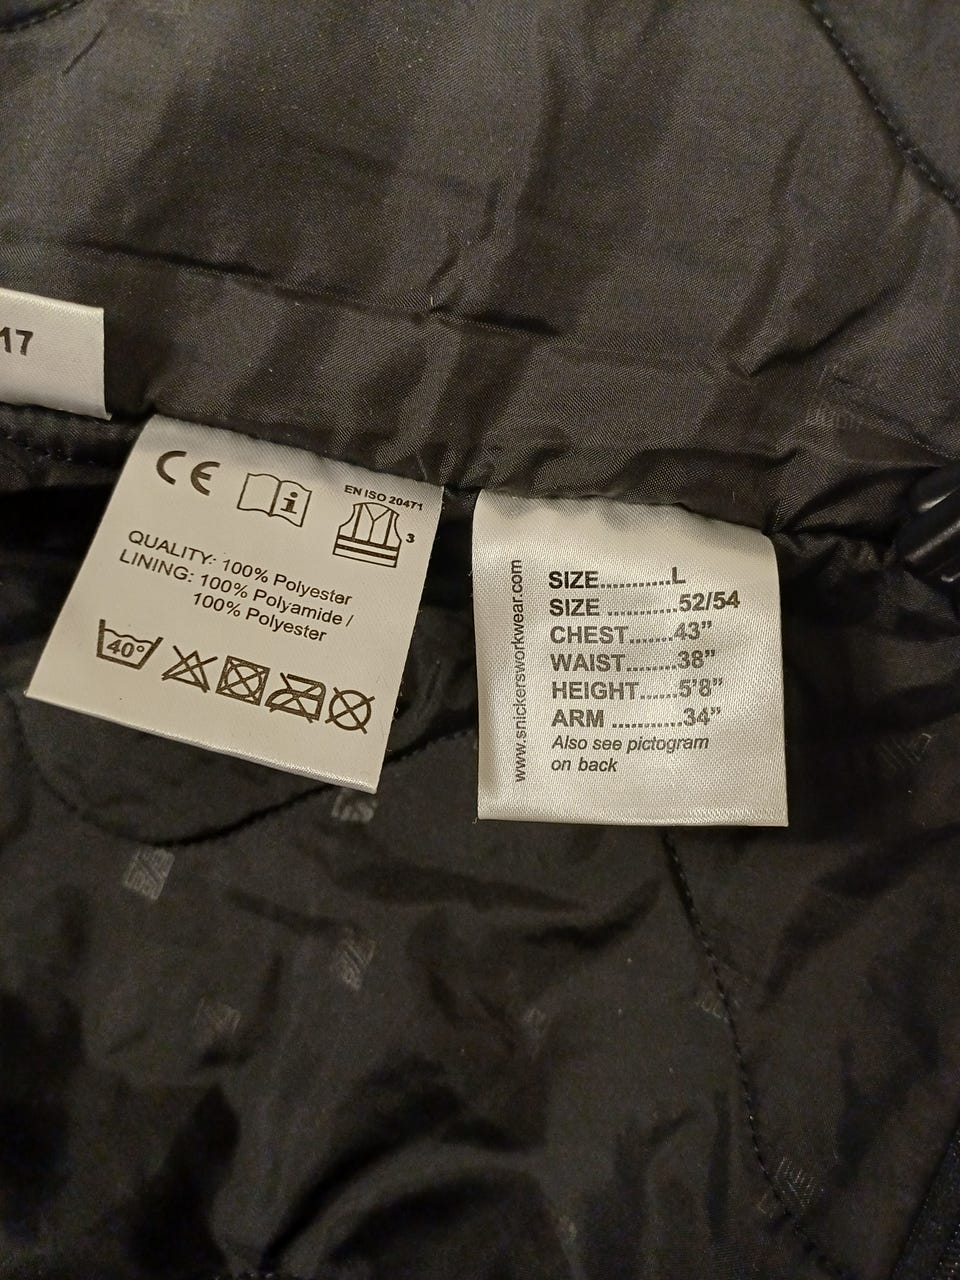 17
CE
EN ISO 20471
3
QUALITY: 100% Polyester
LINING: 100% Polyamide /
100% Polyester
40°
www.snickersworkwear.com
SIZE...........L
SIZE ...........52/54
CHEST.......43”
WAIST........38”
HEIGHT......5’8”
ARM ...........34”
Also see pictogram
on back